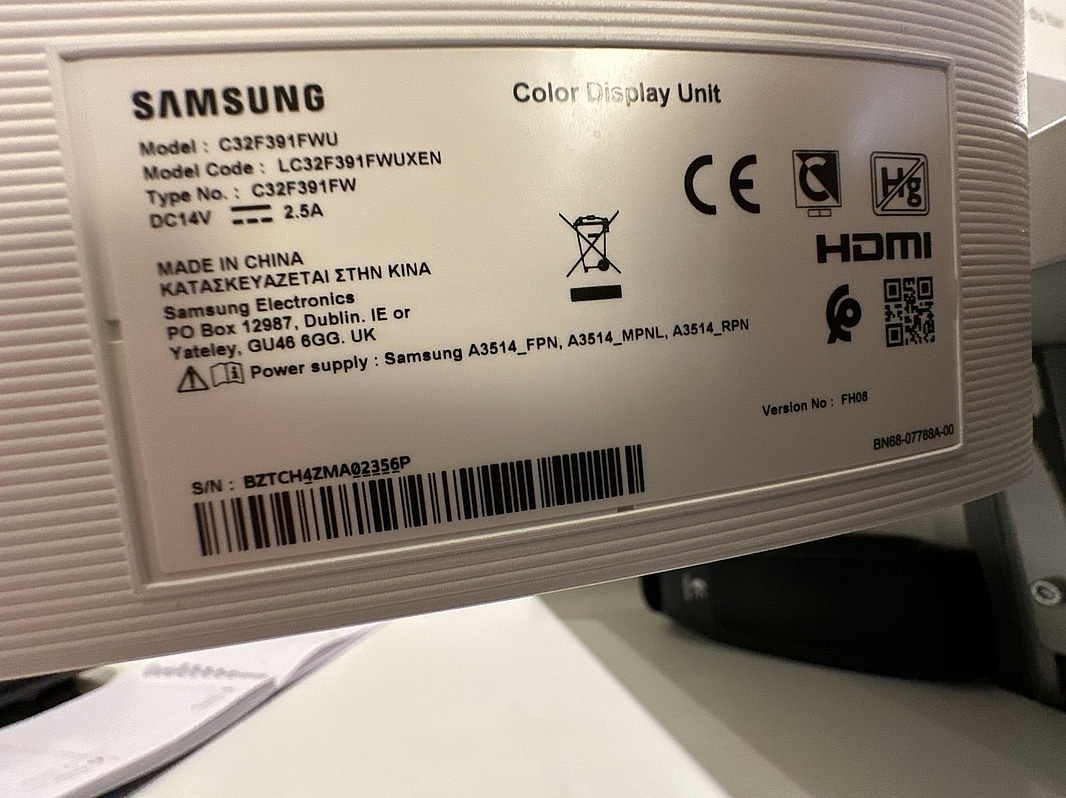 SAMSUNG
Color Display Unit
Model : C32F391FWU
Model Code : LC32F391FWUXEN
Type No. : C32F391FW
DC14V 2.5A
CE
C
Hg
HDMI
MADE IN CHINA
ΚΑΤΑΣΚΕΥΑΖΕΤΑΙ ΣΤΗΝ ΚΙΝΑ
Samsung Electronics
PO Box 12987, Dublin. IE or
Yateley, GU46 6GG. UK
Power supply : Samsung A3514_FPN, A3514_MPNL, A3514_RPN
Version No : FH08
BN68-07788A-00
S/N : BZTCH4ZMA02356P